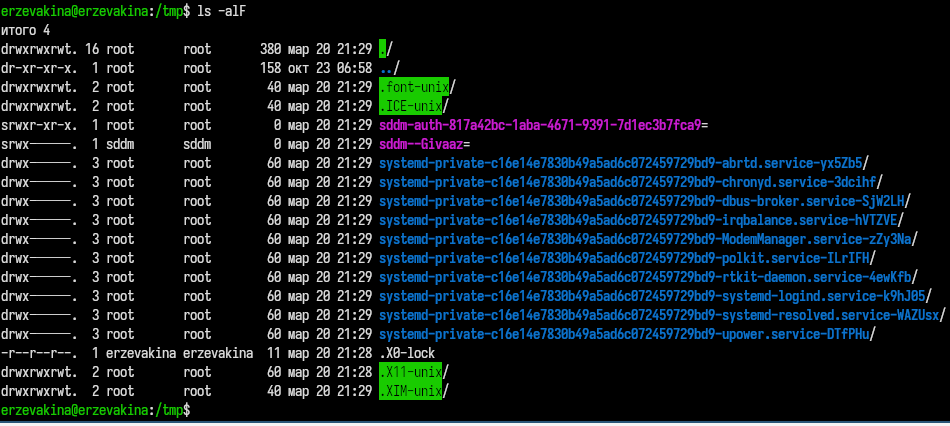 erzevakina@erzevakina:/tmp$ ls -alF
итого 4
drwxrwxrwt. 16 root       root       380 мар 20 21:29 ./
dr-xr-xr-x.  1 root       root       158 окт 23 06:58 ../
drwxrwxrwt.  2 root       root        40 мар 20 21:29 .font-unix/
drwxrwxrwt.  2 root       root        40 мар 20 21:29 .ICE-unix/
srwxr-xr-x.  1 root       root         0 мар 20 21:29 sddm-auth-817a42bc-1aba-4671-9391-7d1ec3b7fca9=
srwx------.  1 sddm       sddm         0 мар 20 21:29 sddm--Givaaz=
drwx------.  3 root       root        60 мар 20 21:29 systemd-private-c16e14e7830b49a5ad6c072459729bd9-abrtd.service-yx5Zb5/
drwx------.  3 root       root        60 мар 20 21:29 systemd-private-c16e14e7830b49a5ad6c072459729bd9-chronyd.service-3dcihf/
drwx------.  3 root       root        60 мар 20 21:29 systemd-private-c16e14e7830b49a5ad6c072459729bd9-dbus-broker.service-SjW2LH/
drwx------.  3 root       root        60 мар 20 21:29 systemd-private-c16e14e7830b49a5ad6c072459729bd9-irqbalance.service-hVTZVE/
drwx------.  3 root       root        60 мар 20 21:29 systemd-private-c16e14e7830b49a5ad6c072459729bd9-ModemManager.service-zZy3Na/
drwx------.  3 root       root        60 мар 20 21:29 systemd-private-c16e14e7830b49a5ad6c072459729bd9-polkit.service-ILrIFH/
drwx------.  3 root       root        60 мар 20 21:29 systemd-private-c16e14e7830b49a5ad6c072459729bd9-rtkit-daemon.service-4ewKfb/
drwx------.  3 root       root        60 мар 20 21:29 systemd-private-c16e14e7830b49a5ad6c072459729bd9-systemd-logind.service-k9hJ05/
drwx------.  3 root       root        60 мар 20 21:29 systemd-private-c16e14e7830b49a5ad6c072459729bd9-systemd-resolved.service-WAZUsx/
drwx------.  3 root       root        60 мар 20 21:29 systemd-private-c16e14e7830b49a5ad6c072459729bd9-upower.service-DTfPHu/
-r--r--r--.  1 erzevakina erzevakina  11 мар 20 21:28 .X0-lock
drwxrwxrwt.  2 root       root        60 мар 20 21:28 .X11-unix/
drwxrwxrwt.  2 root       root        40 мар 20 21:29 .XIM-unix/
erzevakina@erzevakina:/tmp$